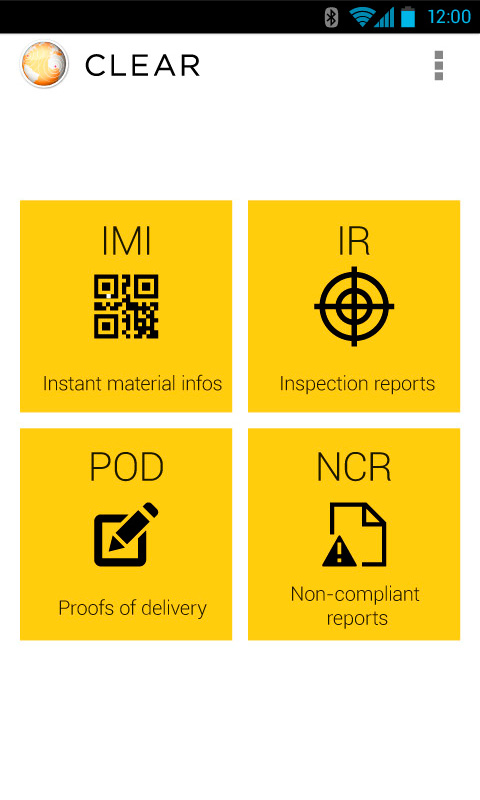 12:00
CLEAR
IMI
Instant material infos
IR
Inspection reports
POD
Proofs of delivery
NCR
Non-compliant
reports